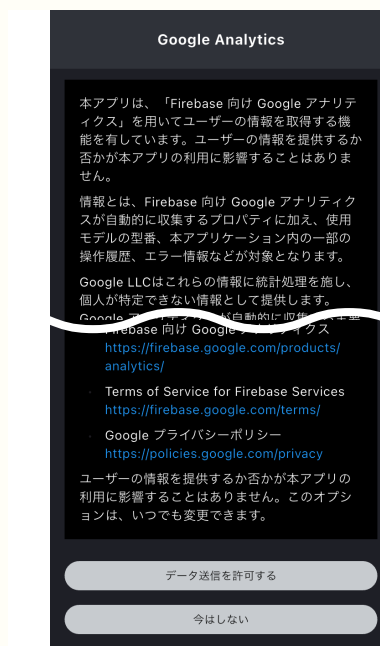 Google Analytics
本アプリは、「Firebase 向け Google アナリテ
ィクス」を用いてユーザーの情報を取得する機
能を有しています。ユーザーの情報を提供するか
否かが本アプリの利用に影響することはありま
せん。
情報とは、Firebase 向け Google アナリティク
スが自動的に収集するプロパティに加え、使用
モデルの型番、本アプリケーション内の一部の
操作履歴、エラー情報などが対象となります。
Google LLCはこれらの情報に統計処理を施し、
個人が特定できない情報として提供します。
Firebase 向け Google アナリティクス
https://firebase.google.com/products/
analytics/
Terms of Service for Firebase Services
https://firebase.google.com/terms/
Google プライバシーポリシー
https://policies.google.com/privacy
ユーザーの情報を提供するか否かが本アプリの
利用に影響することはありません。このオプシ
ョンは、いつでも変更できます。
データ送信を許可する
今はしない